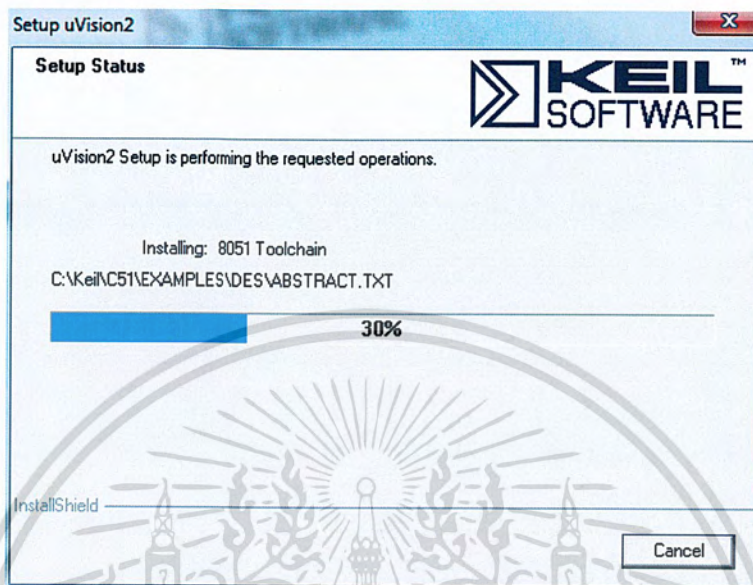 Setup uVision2
Setup Status
KEIL™
SOFTWARE
uVision2 Setup is performing the requested operations.
Installing: 8051 Toolchain
C:\Keil\C51\EXAMPLES\DES\ABSTRACT.TXT
30%
InstallShield
Cancel